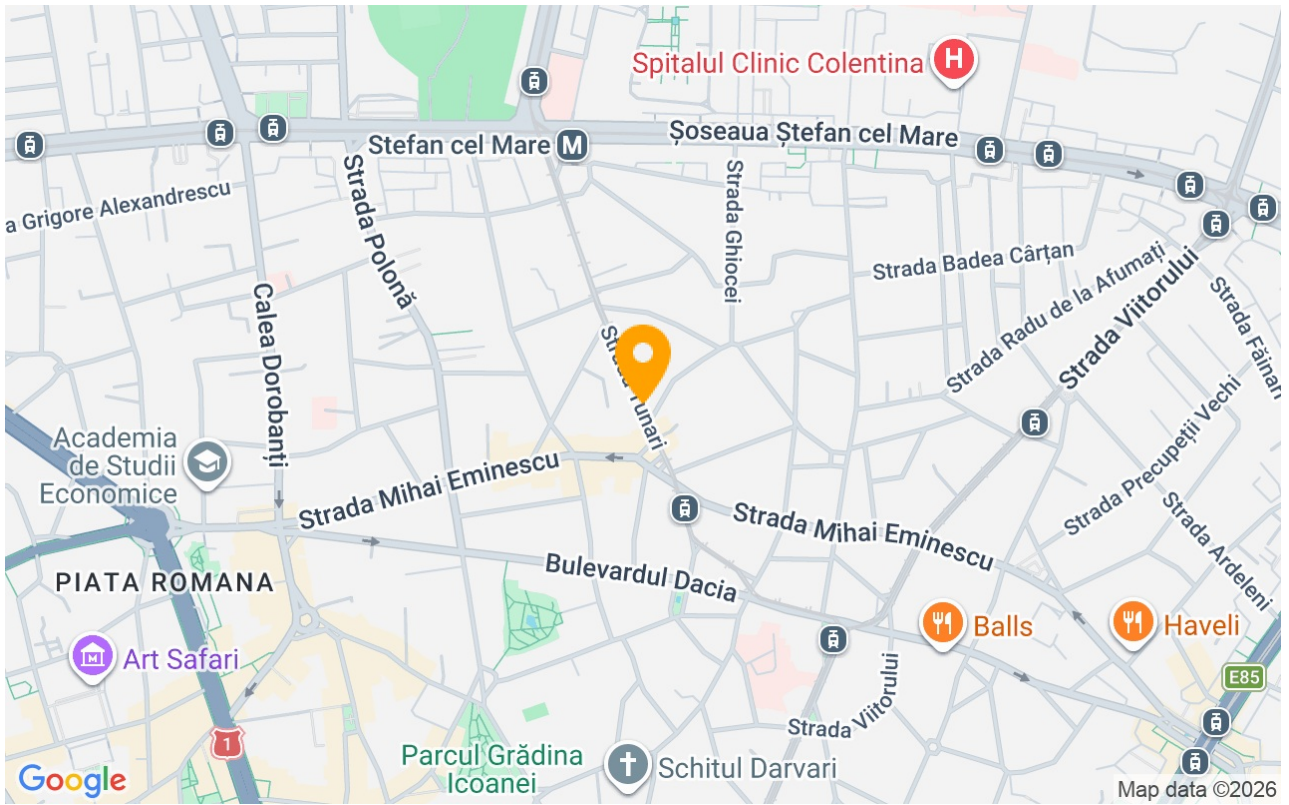 Spitalul Clinic Colentina
H
Ștefan cel Mare
M
Șoseaua Ștefan cel Mare
a Grigore Alexandrescu
Strada Polonă
Strada Ghiocei
Strada Badea Cârțan
Strada Radu de la Afumați
Strada Viitorului
Strada Făinari
Calea Dorobanți
Strada Tunari
Academia
de Studii
Economice
Strada Mihai Eminescu
Strada Precupeții Vechi
Strada Mihai Eminescu
Strada Ardeleni
PIATA ROMANA
Bulevardul Dacia
Balls
Haveli
M
Art Safari
E85
Strada Viitorului
1
Parcul Grădina
Icoanei
Schitul Darvari
Google
Map data ©2026